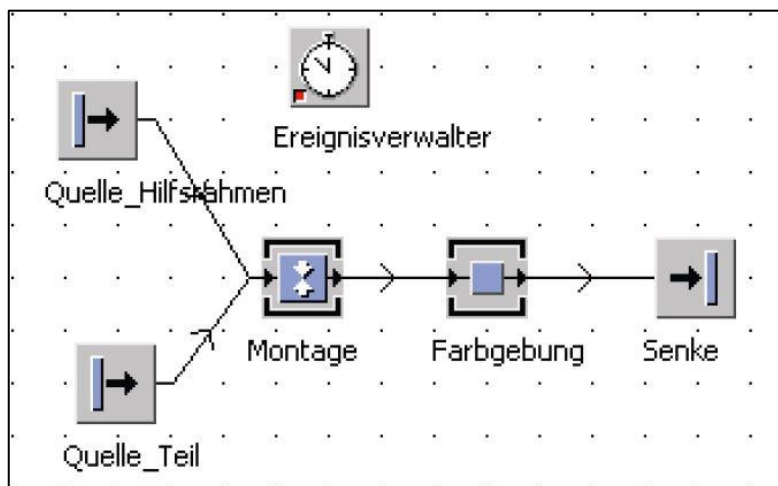 Ereignisverwalter
Quelle_Hilfsrahmen
Montage
Farbgebung
Senke
Quelle_Teil